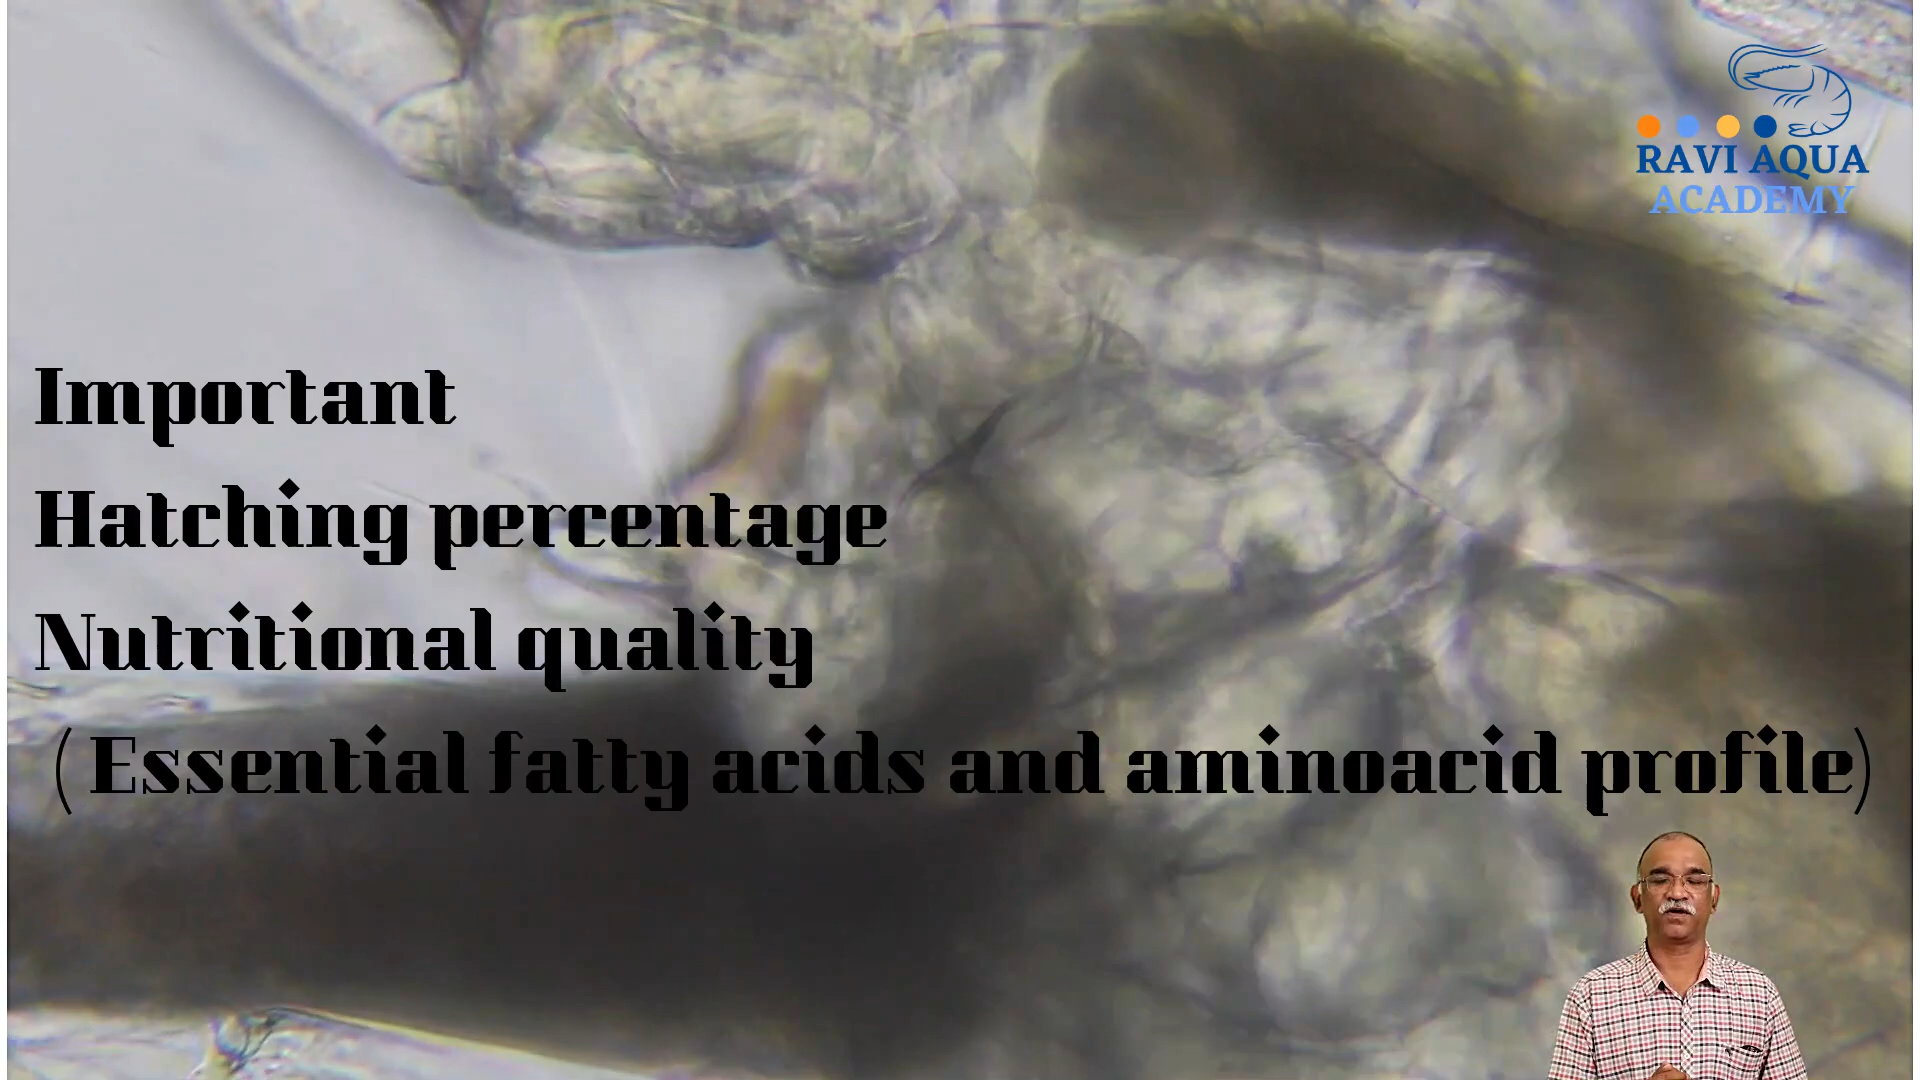 RAVI AQUA
ACADEMY
Important
Hatching percentage
Nutritional quality
( Essential fatty acids and aminoacid profile)